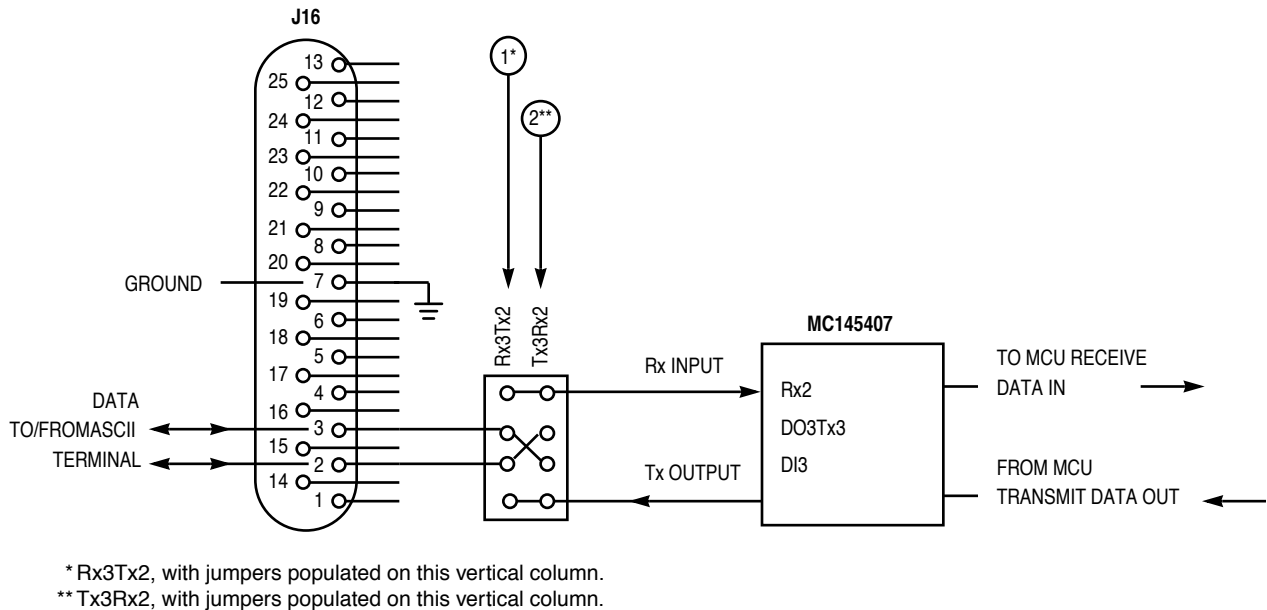 J16
13
25
12
24
11
23
10
22
9
21
8
20
GROUND
7
19
6
18
5
17
4
16
3
15
2
14
1
DATA
TO/FROMASCII
TERMINAL
1*
2**
Rx3Tx2
Tx3Rx2
Rx INPUT
Tx OUTPUT
MC145407
Rx2
DO3Tx3
DI3
TO MCU RECEIVE
DATA IN
FROM MCU
TRANSMIT DATA OUT
* Rx3Tx2, with jumpers populated on this vertical column.
** Tx3Rx2, with jumpers populated on this vertical column.